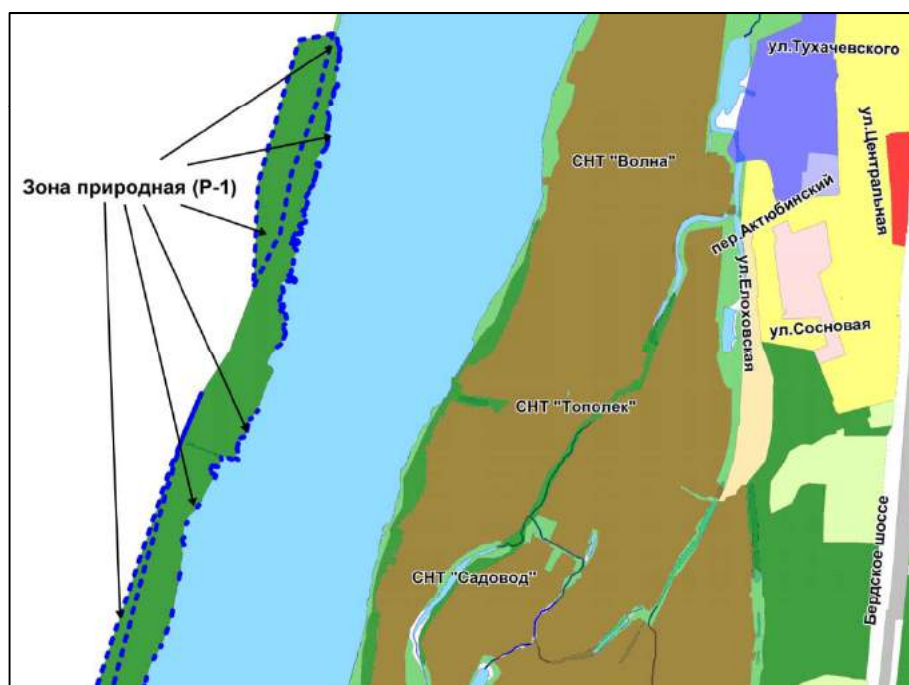 ул.Тухачевского
ул.Центральная
СНТ "Волна"
Зона природная (Р-1)
пер.Актюбинский
ул.Елоховская
ул.Сосновая
СНТ "Тополек"
СНТ "Садовод"
Бердское шоссе